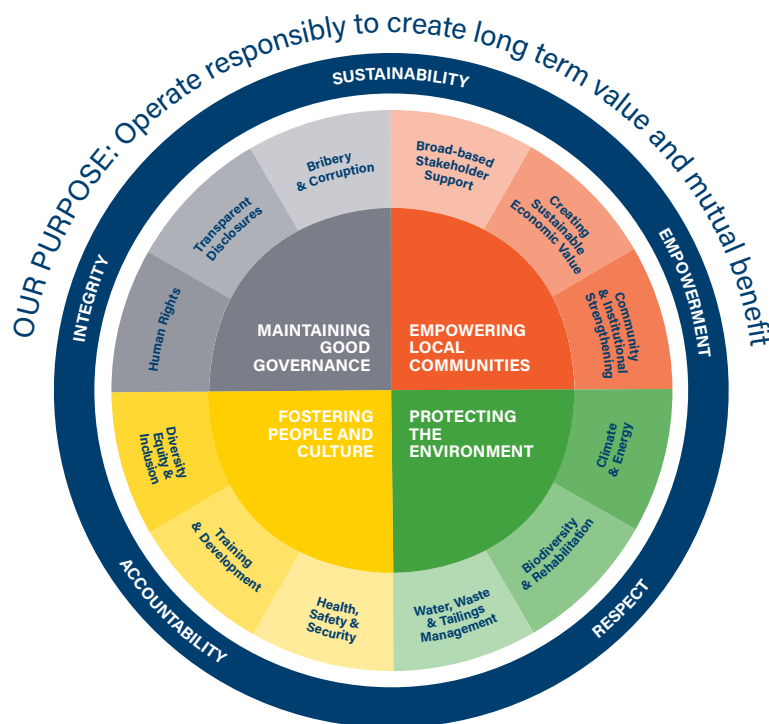 OUR PURPOSE: Operate responsibly to create long term value and mutual benefit
SUSTAINABILITY
EMPOWERMENT
RESPECT
ACCOUNTABILITY
INTEGRITY
Bribery
& Corruption
Broad-based
Stakeholder
Support
Creating
Sustainable
Economic Value
Community
& Institutional
Strengthening
Climate
& Energy
Biodiversity
& Rehabilitation
Water, Waste
& Tailings
Management
Health,
Safety &
Security
Training
& Development
Diversity
Equity &
Inclusion
Human Rights
Transparent
Disclosures
MAINTAINING
GOOD
GOVERNANCE
EMPOWERING
LOCAL
COMMUNITIES
FOSTERING
PEOPLE AND
CULTURE
PROTECTING
THE
ENVIRONMENT